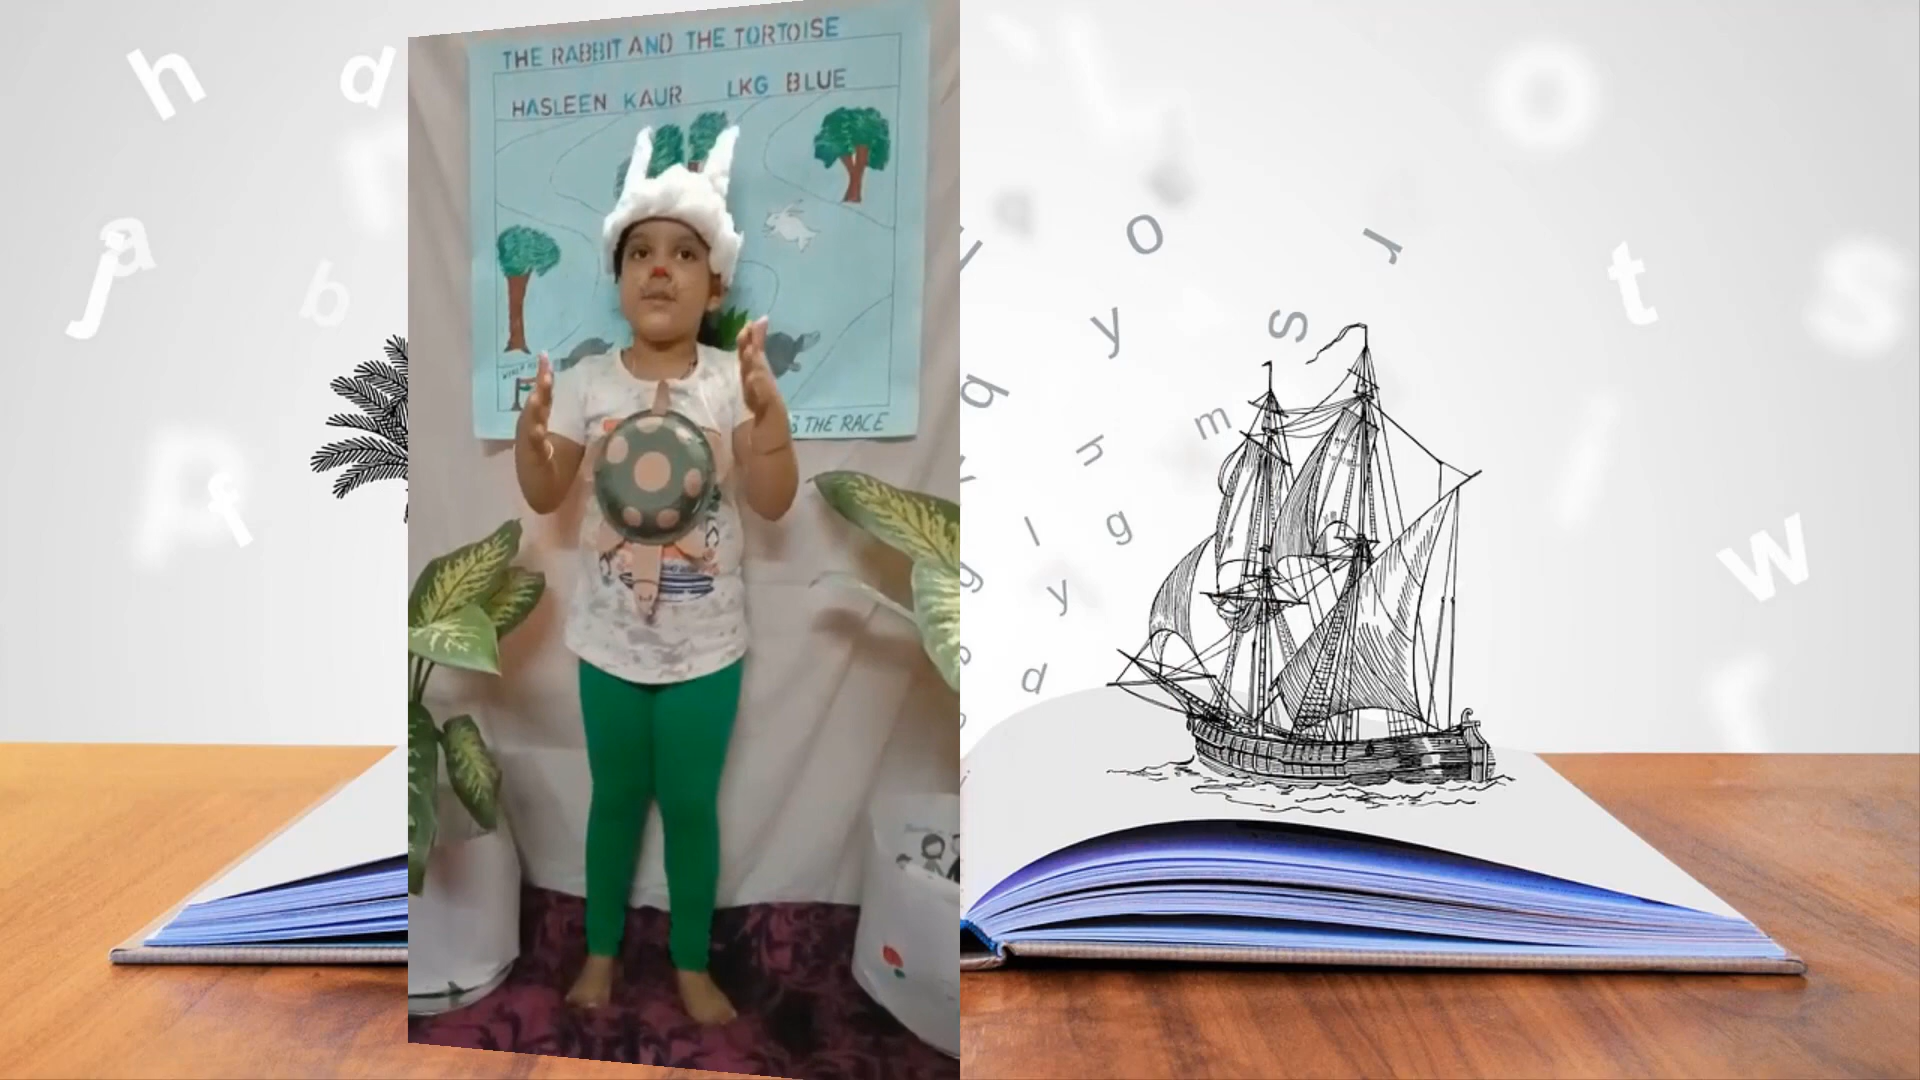 THE RABBIT AND THE TORTOISE
HASLEEN KAUR LKG BLUE
THE RACE
h
d
a
j
b
f
o
o
r
t
s
y
s
q
m
l
g
y
d
w